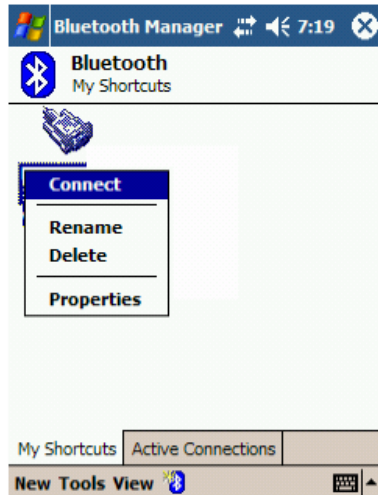 Bluetooth Manager 7:19
Bluetooth
My Shortcuts
Connect
Rename
Delete
Properties
My Shortcuts Active Connections
New Tools View